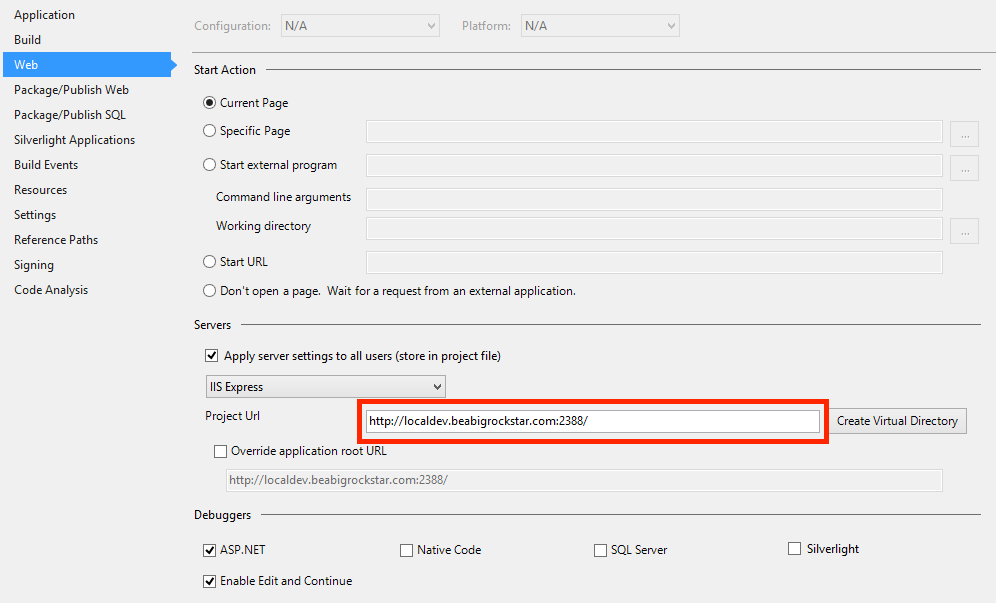 Application
Build
Web
Package/Publish Web
Package/Publish SQL
Silverlight Applications
Build Events
Resources
Settings
Reference Paths
Signing
Code Analysis
Configuration: N/A Platform: N/A
Start Action
Current Page
Specific Page ...
Start external program ...
Command line arguments
Working directory ...
Start URL
Don't open a page. Wait for a request from an external application.
Servers
Apply server settings to all users (store in project file)
IIS Express
Project Url http://localdev.beabigrockstar.com:2388/ Create Virtual Directory
Override application root URL
http://localdev.beabigrockstar.com:2388/
Debuggers
ASP.NET Native Code SQL Server Silverlight
Enable Edit and Continue